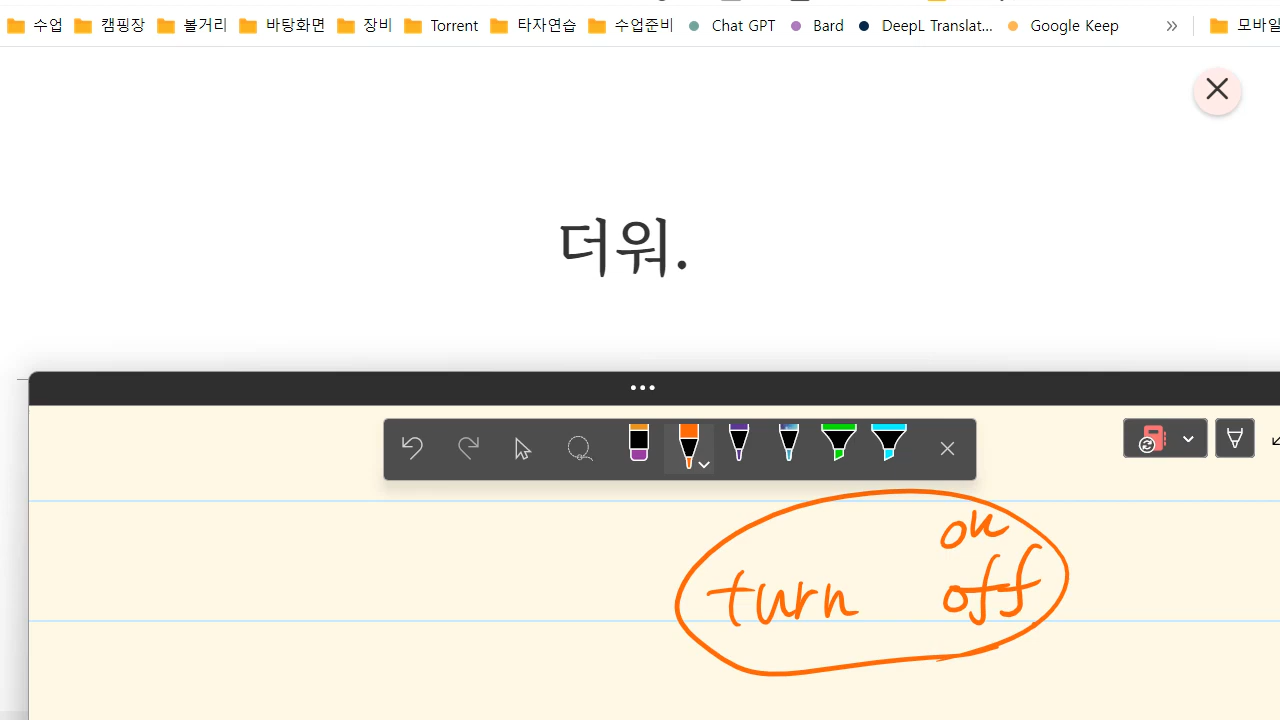 수업 캠핑장 볼거리 바탕화면 장비 Torrent 타자연습 수업준비 Chat GPT Bard DeepL Translat... Google Keep » 모바일
더워.
on
turn off